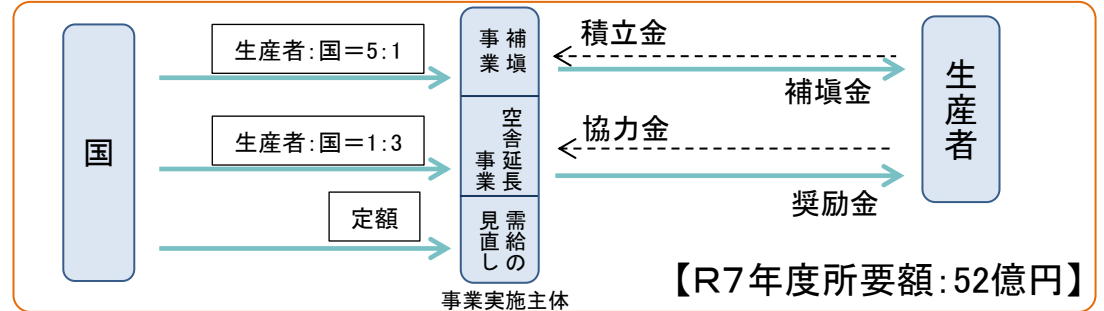 国
生産者:国=5:1
生産者:国=1:3
定額
補塡
事業
空舎延長
事業
需給の
見直し
事業実施主体
積立金
補塡金
協力金
奨励金
生産者
【R7年度所要額:52億円】